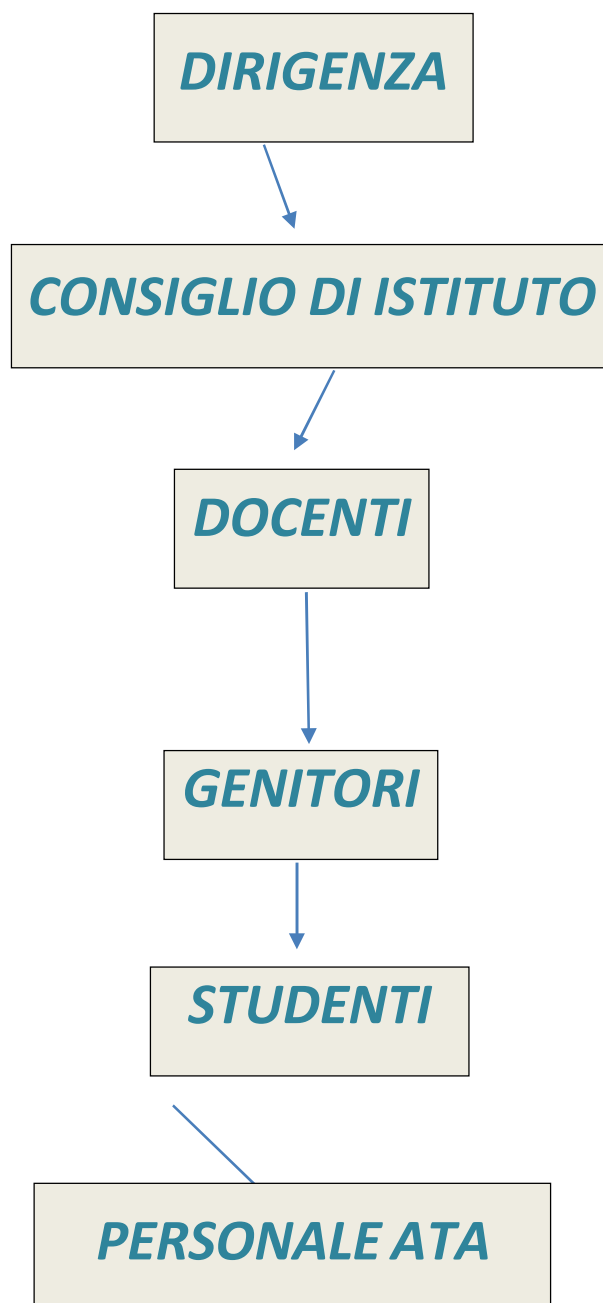 DIRIGENZA
CONSIGLIO DI ISTITUTO
DOCENTI
GENITORI
STUDENTI
PERSONALE ATA